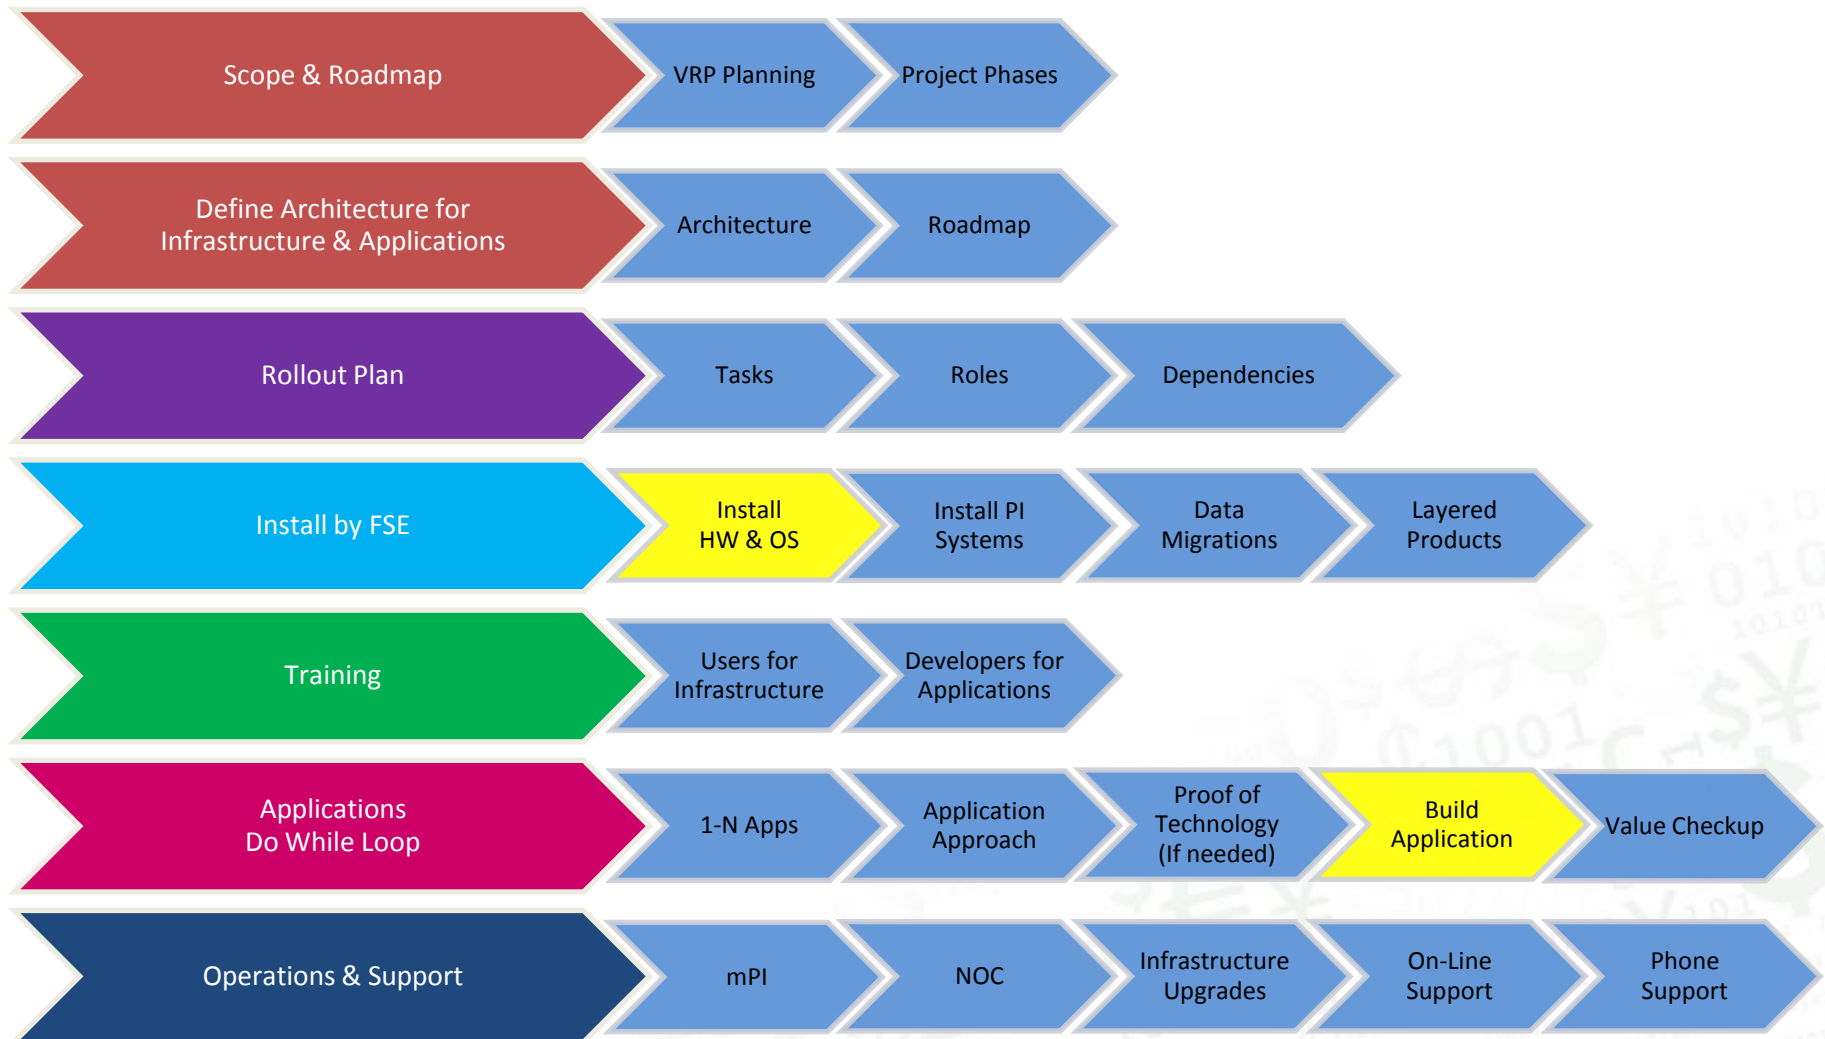 Scope & Roadmap
VRP Planning
Project Phases
Define Architecture for
Infrastructure & Applications
Architecture
Roadmap
Rollout Plan
Tasks
Roles
Dependencies
Install by FSE
Install
HW & OS
Install PI
Systems
Data
Migrations
Layered
Products
Training
Users for
Infrastructure
Developers for
Applications
Applications
Do While Loop
1-N Apps
Application
Approach
Proof of
Technology
(If needed)
Build
Application
Value Checkup
Operations & Support
mPI
NOC
Infrastructure
Upgrades
On-Line
Support
Phone
Support